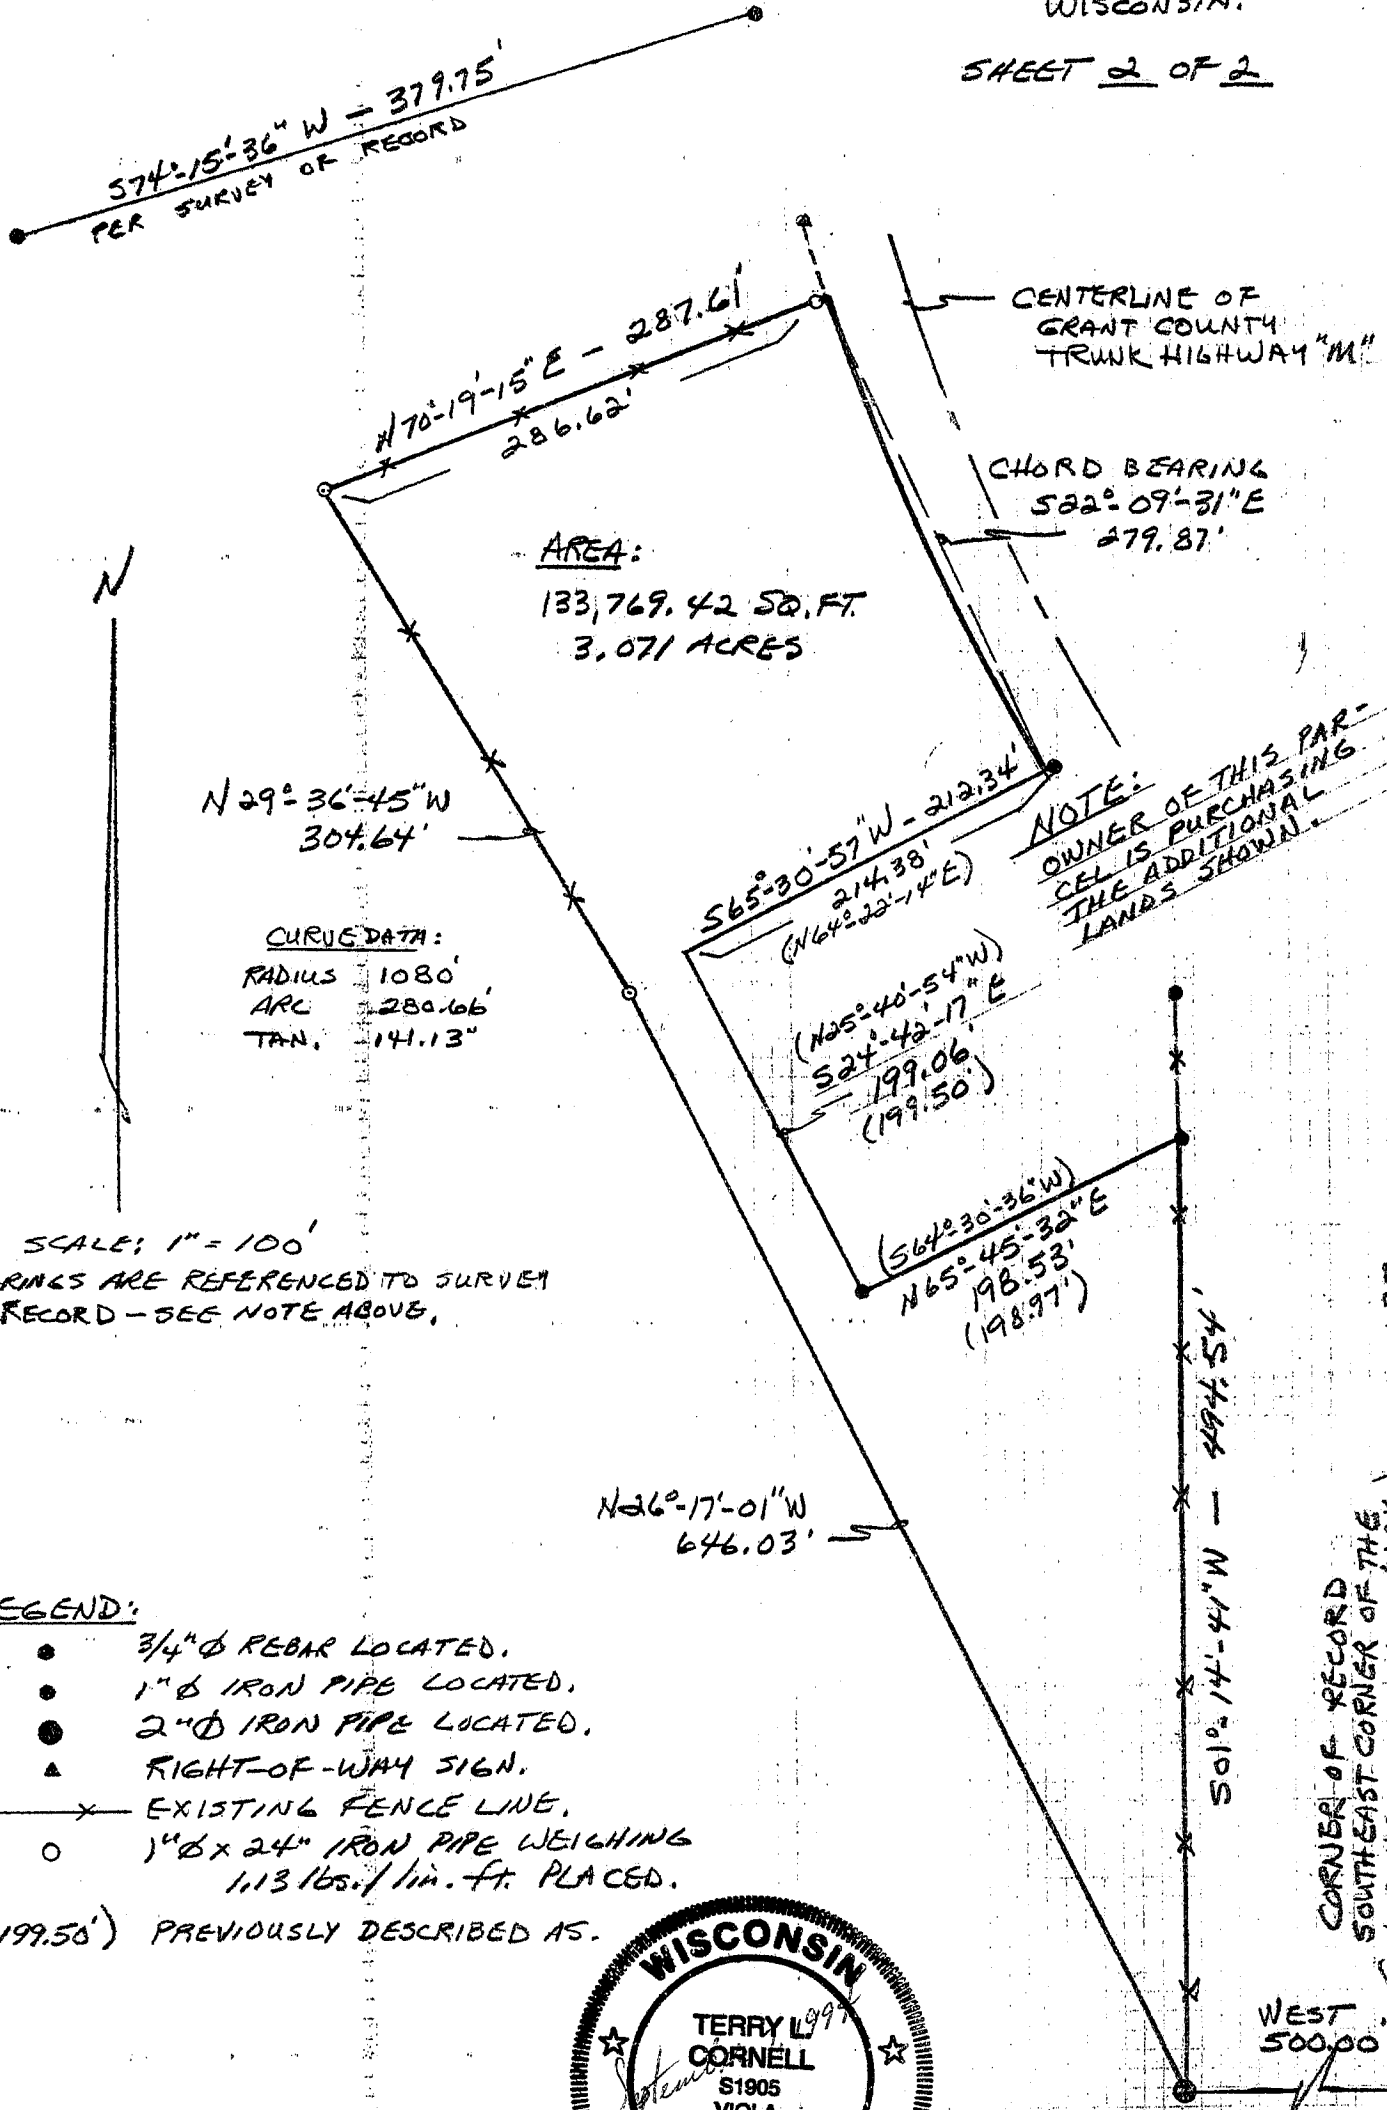 WISCONSIN.
SHEET 2 OF 2
S74°-15'-36" W - 379.75'
PER SURVEY OF RECORD
CENTERLINE OF
GRANT COUNTY
TRUNK HIGHWAY "M"
N70°-19'-15" E - 287.61'
286.62'
CHORD BEARING
S22°-09'-31" E
279.87'
AREA:
133,769.42 SQ.FT.
3.071 ACRES
N
N29°-36'-45" W
304.64'
S65°-30'-57" W - 212.34'
214.38'
(N64°-22'-14" E)
NOTE:
OWNER OF THIS PAR-
CEL IS PURCHASING
THE ADDITIONAL
LANDS SHOWN.
CURVE DATA:
RADIUS 1080'
ARC 280.66'
TAN. 141.13"
(N25°-40'-54" W)
S24°-42'-17" E
199.06'
(199.50')
(S64°-30'-36" W)
N65°-45'-32" E
198.53'
(198.97')
SCALE: 1" = 100'
RINGS ARE REFERENCED TO SURVEY
RECORD - SEE NOTE ABOVE.
S01°-14'-41" W - 494.54'
N26°-17'-01" W
646.03'
CORNER OF RECORD
SOUTHEAST CORNER OF THE
EGEND:
3/4" Ø REBAR LOCATED.
1" Ø IRON PIPE LOCATED.
2" Ø IRON PIPE LOCATED.
RIGHT-OF-WAY SIGN.
x EXISTING FENCE LINE.
1" Ø x 24" IRON PIPE WEIGHING
1.13 lbs./lin. ft. PLACED.
199.50') PREVIOUSLY DESCRIBED AS.
WEST
500.00
WISCONSIN
TERRY L.
CORNELL
S1905
VIOLA